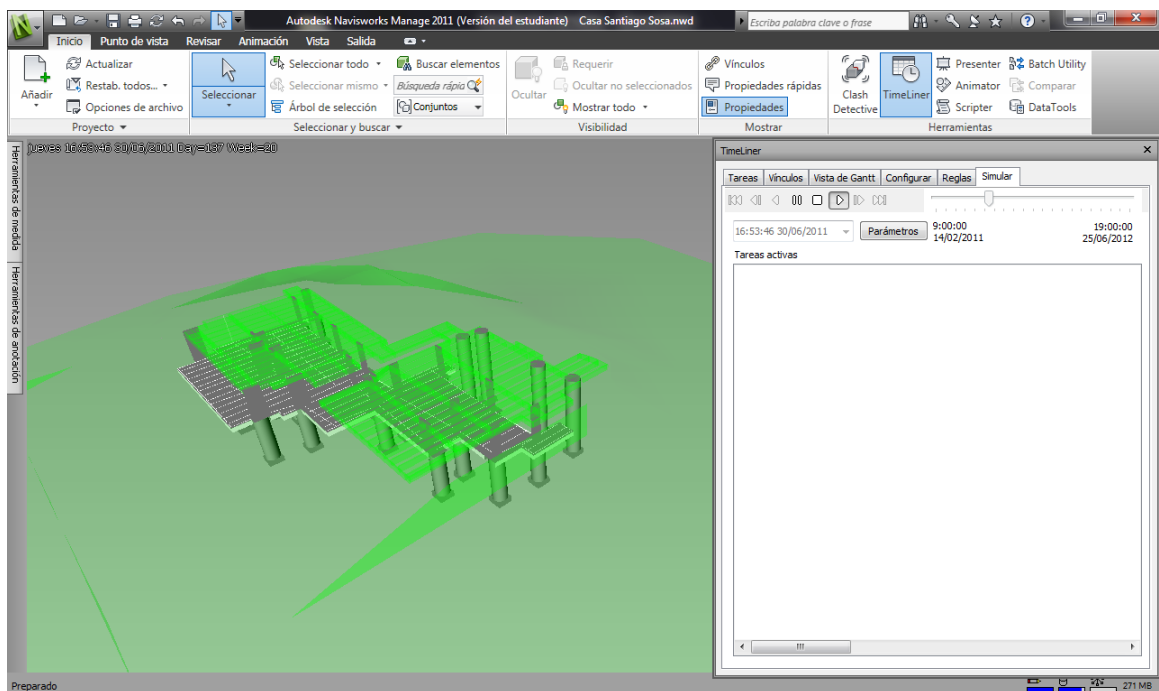 Autodesk Navisworks Manage 2011 (Versión del estudiante) Casa Santiago Sosa.nwd
Escriba palabra clave o frase
Inicio Punto de vista Revisar Animación Vista Salida
Añadir
Actualizar
Restab. todos...
Opciones de archivo
Proyecto
Seleccionar
Seleccionar todo
Seleccionar mismo
Árbol de selección
Buscar elementos
Búsqueda rápida
Conjuntos
Seleccionar y buscar
Ocultar
Requerir
Ocultar no seleccionados
Mostrar todo
Visibilidad
Vínculos
Propiedades rápidas
Propiedades
Mostrar
Clash
Detective
TimeLiner
Presenter
Animator
Scripter
Batch Utility
Comparar
DataTools
Herramientas
Herramientas de medida
Herramientas de anotación
jueves 16:53:46 30/06/2011 Day=137 Week=20
TimeLiner
Tareas Vínculos Vista de Gantt Configurar Reglas Simular
16:53:46 30/06/2011
Parámetros
9:00:00
14/02/2011
19:00:00
25/06/2012
Tareas activas
Preparado
271 MB